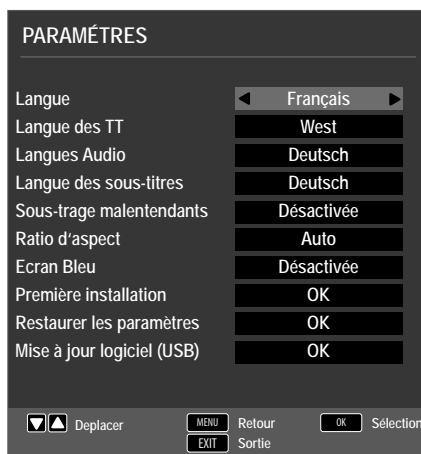 PARAMÉTRES
Langue Français
Langue des TT West
Langues Audio Deutsch
Langue des sous-titres Deutsch
Sous-trage malentendants Désactivée
Ratio d'aspect Auto
Ecran Bleu Désactivée
Première installation OK
Restaurer les paramètres OK
Mise à jour logiciel (USB) OK
Deplacer MENU Retour OK Sélection
EXIT Sortie